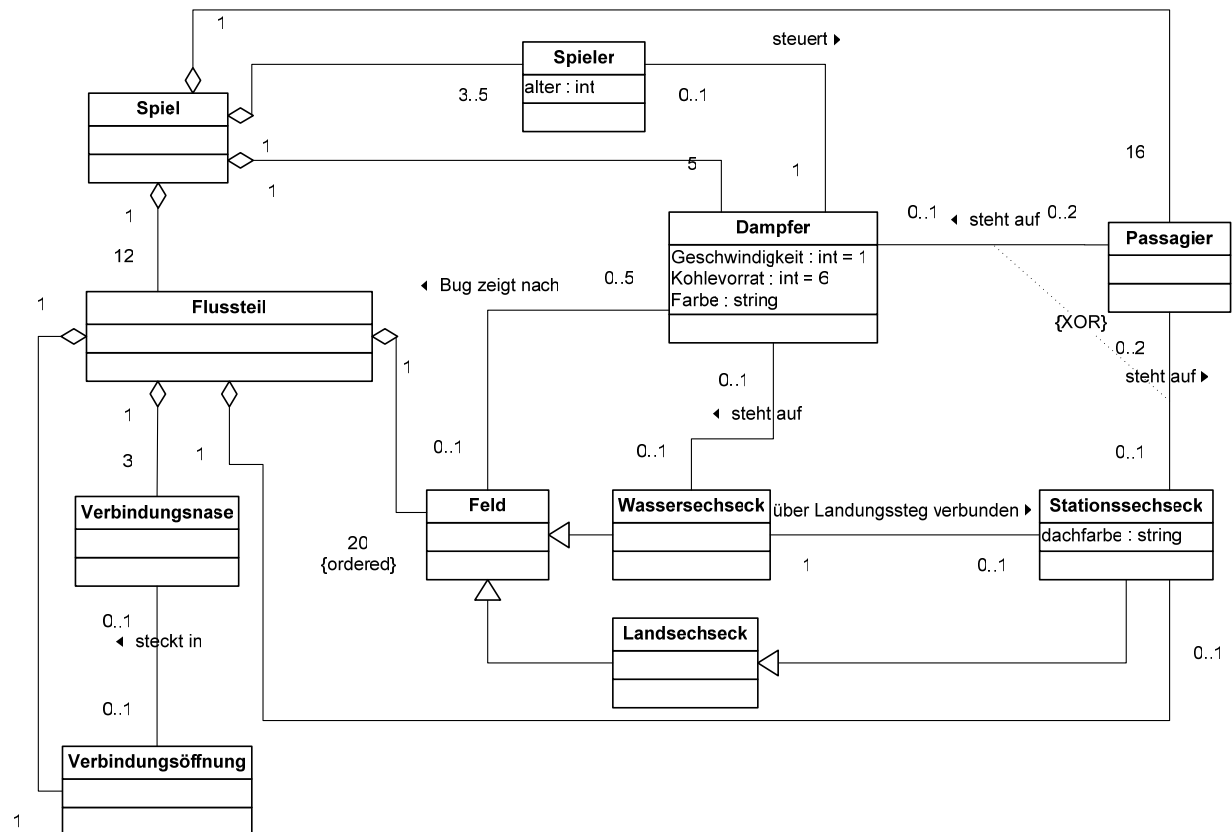 1
steuert ▸
Spieler
alter : int
3..5
0..1
Spiel
1
1
5
1
16
1
12
Dampfer
Geschwindigkeit : int = 1
Kohlevorrat : int = 6
Farbe : string
0..1
◂ steht auf
0..2
Passagier
◂ Bug zeigt nach
0..5
1
Flussteil
1
{XOR}
0..2
steht auf ▸
0..1
◂ steht auf
1
1
3
0..1
0..1
0..1
Verbindungsnase
Feld
Wassersechseck
über Landungssteg verbunden ▸
Stationssechseck
dachfarbe : string
20
{ordered}
1
0..1
0..1
◂ steckt in
Landsechseck
0..1
0..1
Verbindungsöffnung
1